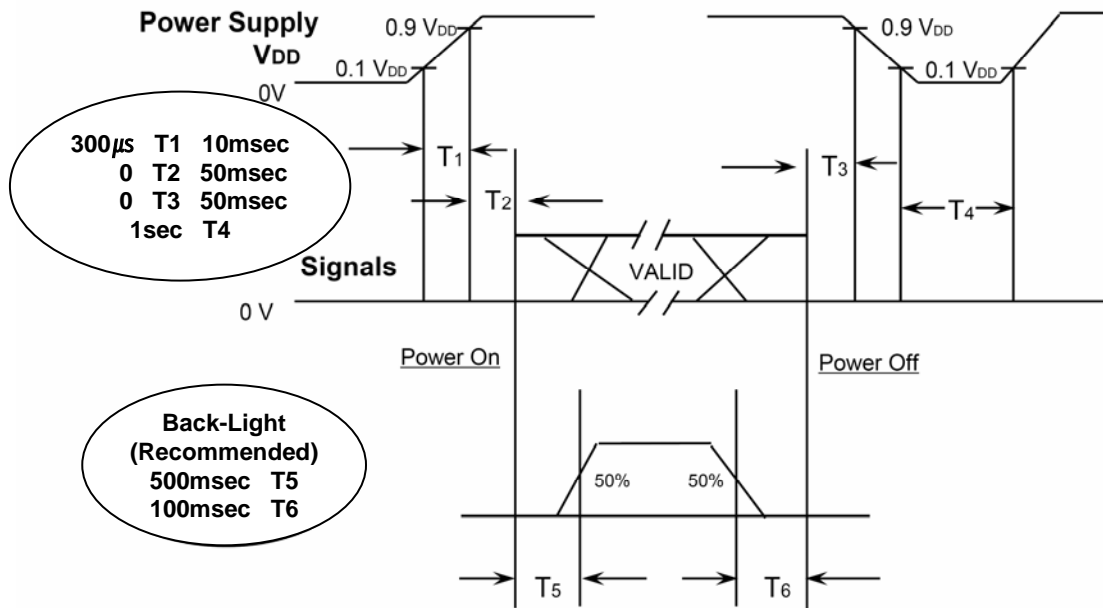 Power Supply
VDD
0.9 VDD
0.1 VDD
0V
0.9 VDD
0.1 VDD
300㎲ T1 10msec
0 T2 50msec
0 T3 50msec
1sec T4
T1
T2
T3
T4
Signals
VALID
0 V
Power On
Power Off
Back-Light
(Recommended)
500msec T5
100msec T6
50%
50%
T5
T6